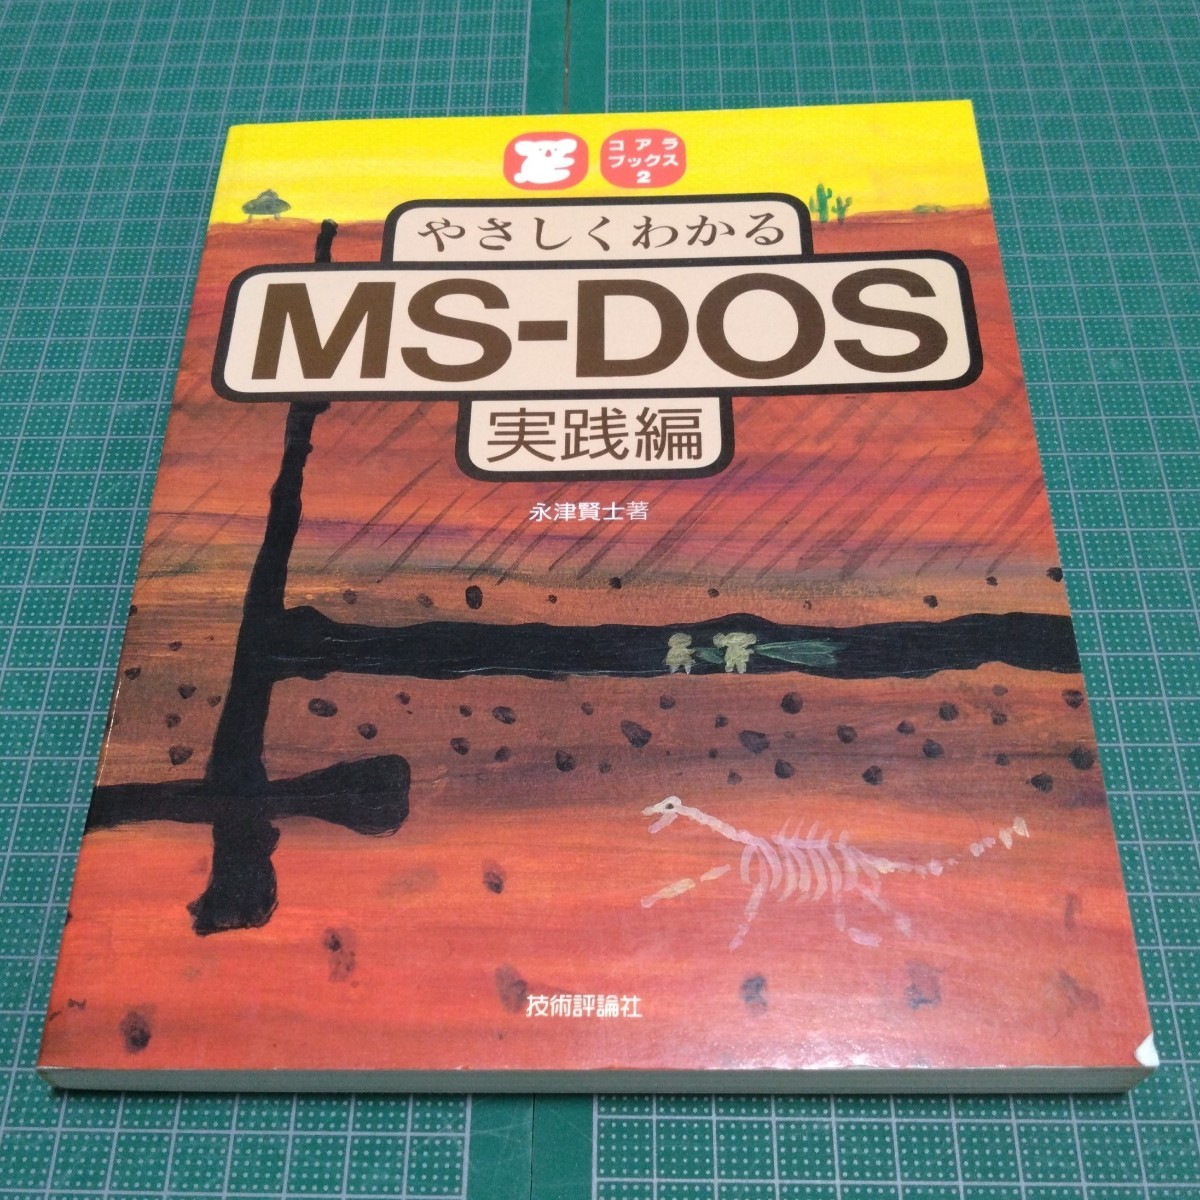 コアラ
ブックス
2
やさしくわかる
MS-DOS
実践編
永津賢士著
技術評論社